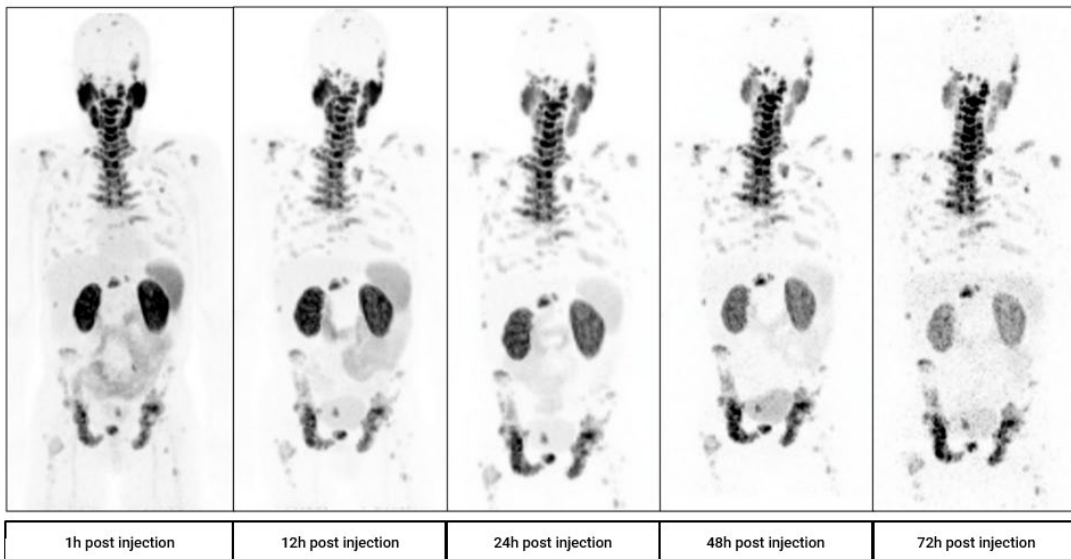 1h post injection
12h post injection
24h post injection
48h post injection
72h post injection